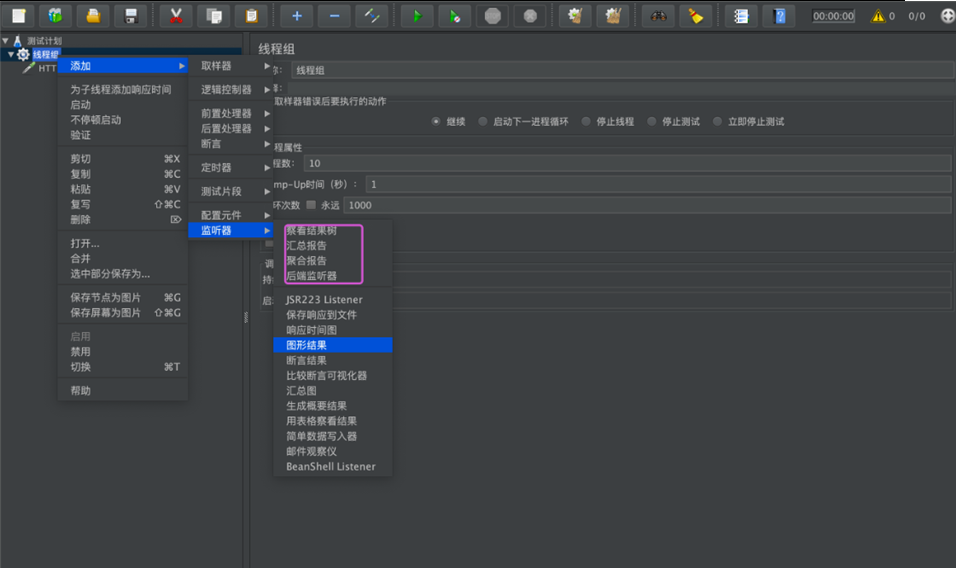 00:00:00
0
0/0
测试计划
线程组
HTT
线程组
称：
线程组
释：
取样器错误后要执行的动作
继续
启动下一进程循环
停止线程
停止测试
立即停止测试
程属性
程数：
10
mp-Up时间（秒）：
1
环次数
永远
1000
调
持
启
添加
为子线程添加响应时间
启动
不停顿启动
验证
剪切
⌘X
复制
⌘C
粘贴
⌘V
复写
⇧⌘C
删除
⌦
打开...
合并
选中部分保存为...
保存节点为图片
⌘G
保存屏幕为图片
⇧⌘G
启用
禁用
切换
⌘T
帮助
取样器
逻辑控制器
前置处理器
后置处理器
断言
定时器
测试片段
配置元件
监听器
察看结果树
汇总报告
聚合报告
后端监听器
JSR223 Listener
保存响应到文件
响应时间图
图形结果
断言结果
比较断言可视化器
汇总图
生成概要结果
用表格察看结果
简单数据写入器
邮件观察仪
BeanShell Listener